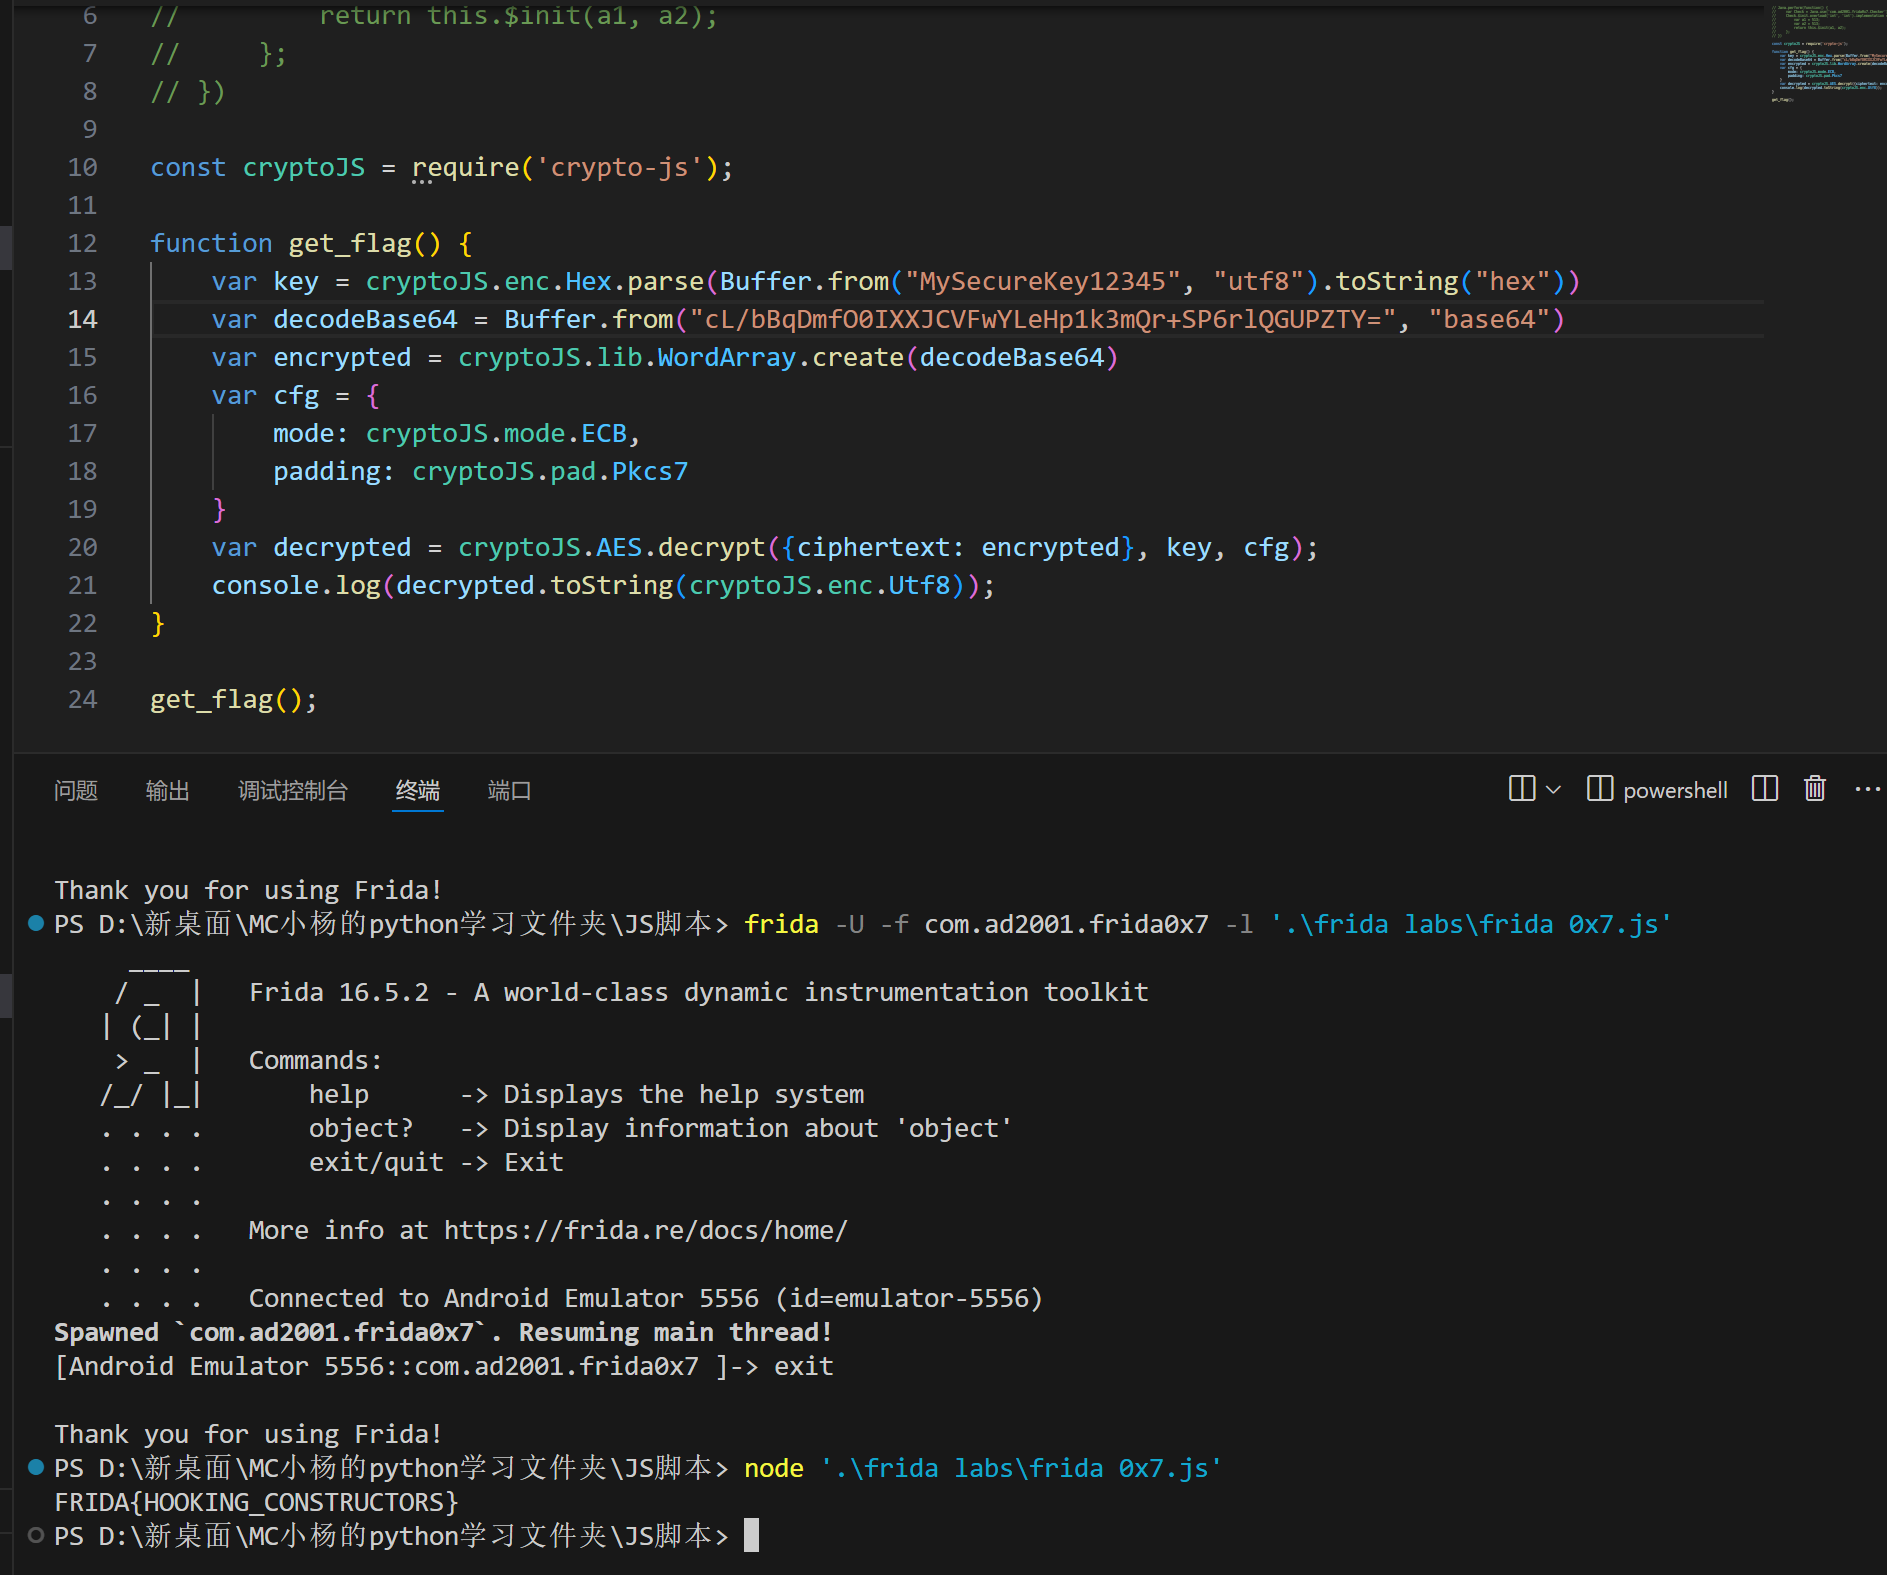 6 //         return this.$init(a1, a2);
7 //     };
8 // })
9
10 const cryptoJS = require('crypto-js');
11
12 function get_flag() {
13     var key = cryptoJS.enc.Hex.parse(Buffer.from("MySecureKey12345", "utf8").toString("hex"))
14     var decodeBase64 = Buffer.from("cL/bBqDmfO0IXXJCVFwYLeHp1k3mQr+SP6rlQGUPZTY=", "base64")
15     var encrypted = cryptoJS.lib.WordArray.create(decodeBase64)
16     var cfg = {
17         mode: cryptoJS.mode.ECB,
18         padding: cryptoJS.pad.Pkcs7
19     }
20     var decrypted = cryptoJS.AES.decrypt({ciphertext: encrypted}, key, cfg);
21     console.log(decrypted.toString(cryptoJS.enc.Utf8));
22 }
23
24 get_flag();
问题 输出 调试控制台 终端 端口 powershell
Thank you for using Frida!
PS D:\新桌面\MC小杨的python学习文件夹\JS脚本> frida -U -f com.ad2001.frida0x7 -l '.\frida labs\frida 0x7.js'
     ____
    / _  |   Frida 16.5.2 - A world-class dynamic instrumentation toolkit
   | (_| |
    > _  |   Commands:
   /_/ |_|       help      -> Displays the help system
   . . . .       object?   -> Display information about 'object'
   . . . .       exit/quit -> Exit
   . . . .
   . . . .   More info at https://frida.re/docs/home/
   . . . .
   . . . .   Connected to Android Emulator 5556 (id=emulator-5556)
Spawned `com.ad2001.frida0x7`. Resuming main thread!
[Android Emulator 5556::com.ad2001.frida0x7 ]-> exit
Thank you for using Frida!
PS D:\新桌面\MC小杨的python学习文件夹\JS脚本> node '.\frida labs\frida 0x7.js'
FRIDA{HOOKING_CONSTRUCTORS}
PS D:\新桌面\MC小杨的python学习文件夹\JS脚本>